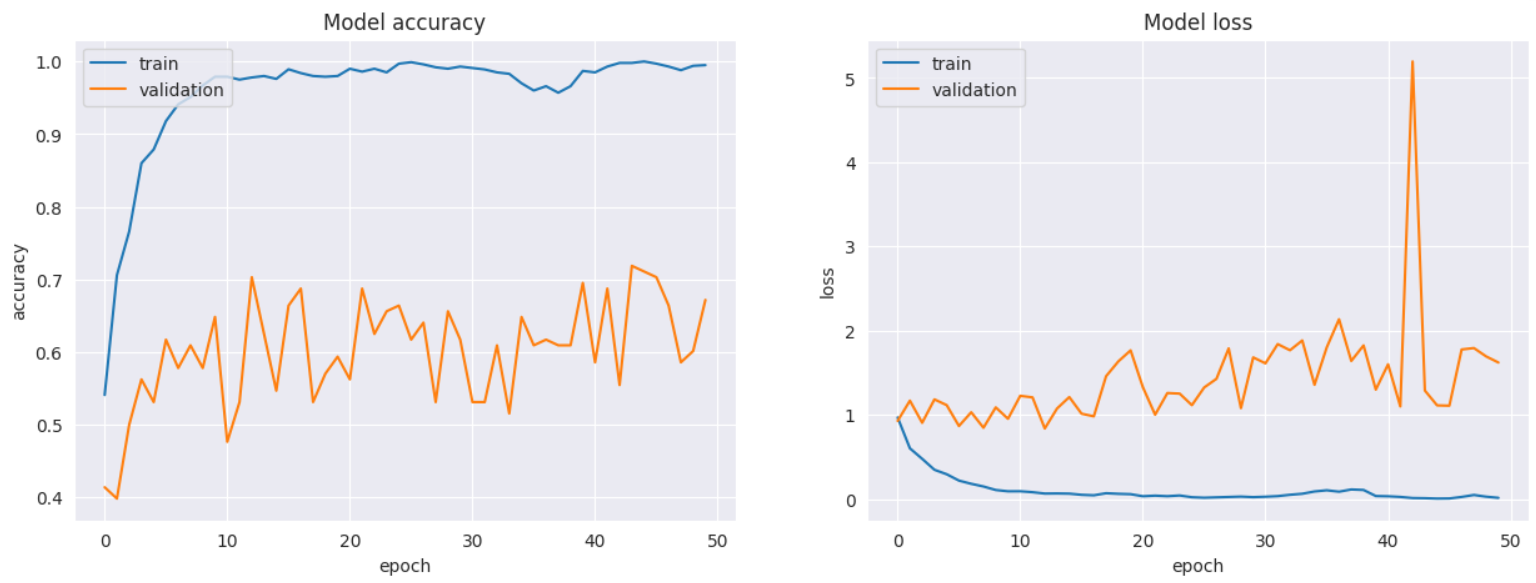 Model accuracy
train
validation
1.0
0.9
0.8
0.7
0.6
0.5
0.4
accuracy
0 10 20 30 40 50
epoch
Model loss
train
validation
5
4
3
2
1
0
loss
0 10 20 30 40 50
epoch